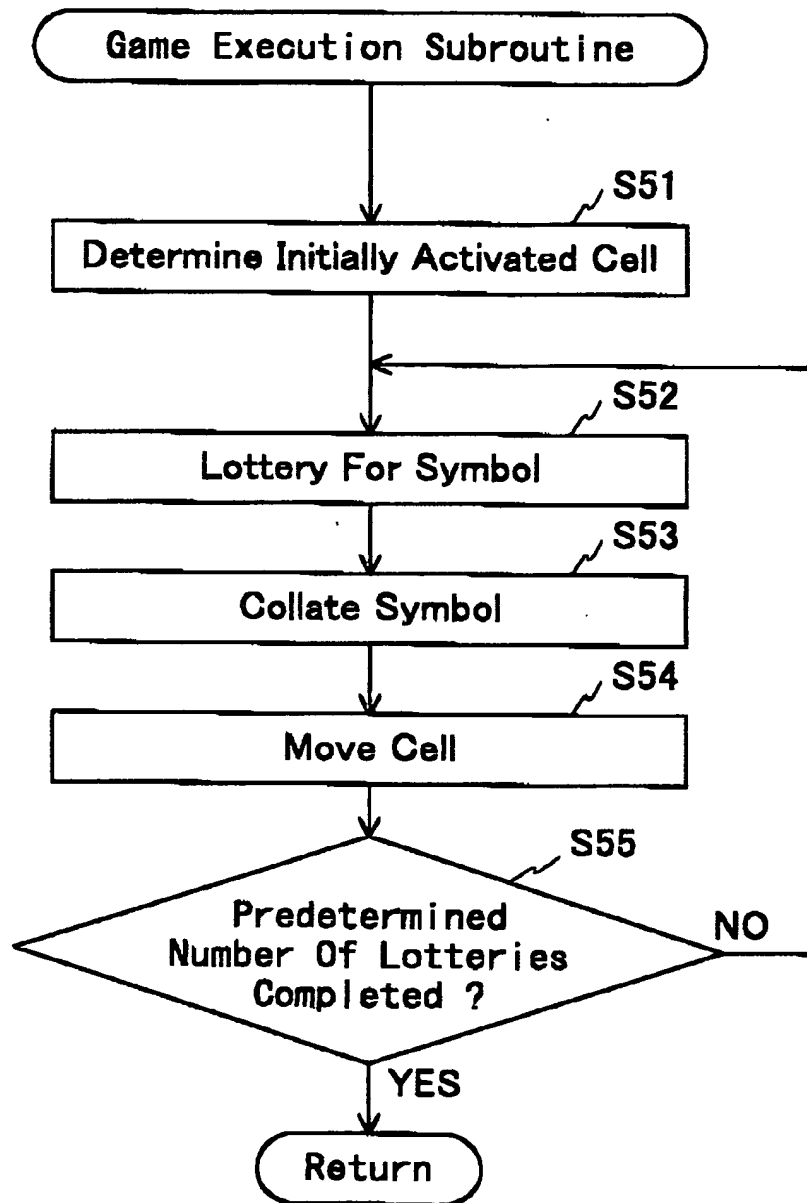 Game Execution Subroutine
S51
Determine Initially Activated Cell
S52
Lottery For Symbol
S53
Collate Symbol
S54
Move Cell
S55
Predetermined
Number Of Lotteries
Completed ?
NO
YES
Return